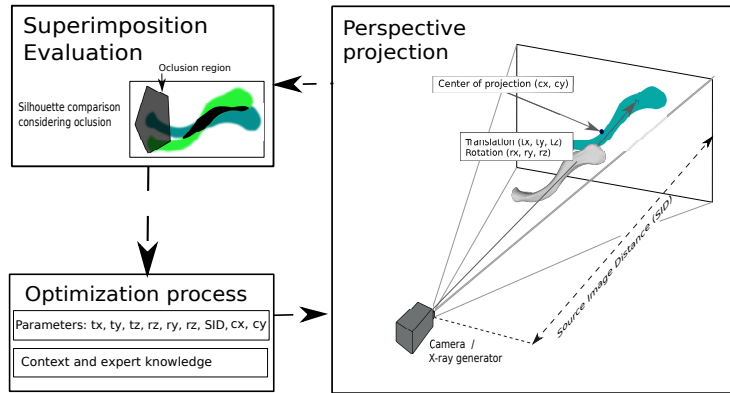 Superimposition
Evaluation
Oclusion region
Silhouette comparison
considering oclusion
Perspective
projection
Center of projection (cx, cy)
Translation (tx, ty, tz)
Rotation (rx, ry, rz)
Source Image Distance (SID)
Camera /
X-ray generator
Optimization process
Parameters: tx, ty, tz, rz, ry, rz, SID, cx, cy
Context and expert knowledge